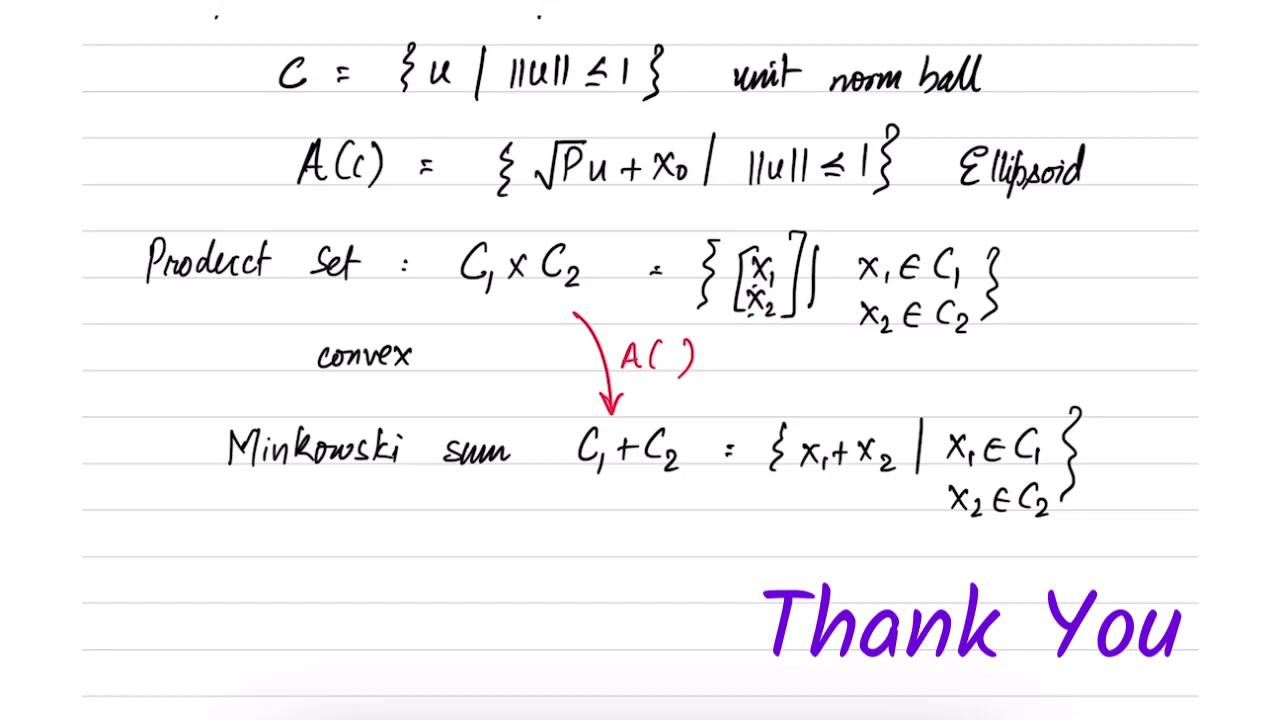 C = { u | ||u|| ≤ 1 } unit norm ball
A(C) = { √P u + x₀ | ||u|| ≤ 1 } Ellipsoid
Product Set : C₁ x C₂ = { [x₁ x₂] | x₁ ∈ C₁ x₂ ∈ C₂ }
convex A( )
Minkowski sum C₁ + C₂ = { x₁ + x₂ | x₁ ∈ C₁ x₂ ∈ C₂ }
Thank You